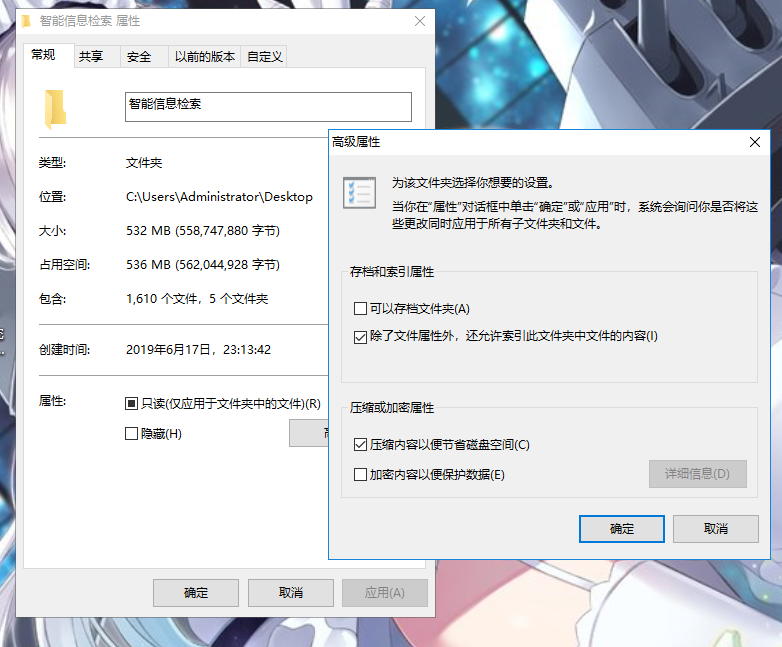 智能信息检索 属性
常规 共享 安全 以前的版本 自定义
智能信息检索
类型: 文件夹
位置: C:\Users\Administrator\Desktop
大小: 532 MB (558,747,880 字节)
占用空间: 536 MB (562,044,928 字节)
包含: 1,610 个文件，5 个文件夹
创建时间: 2019年6月17日，23:13:42
属性: 只读(仅应用于文件夹中的文件)(R)
隐藏(H)
确定 取消 应用(A)
高级属性
为该文件夹选择你想要的设置。
当你在“属性”对话框中单击“确定”或“应用”时，系统会询问你是否将这
些更改同时应用于所有子文件夹和文件。
存档和索引属性
可以存档文件夹(A)
除了文件属性外，还允许索引此文件夹中文件的内容(I)
压缩或加密属性
压缩内容以便节省磁盘空间(C)
加密内容以便保护数据(E)
详细信息(D)
确定 取消